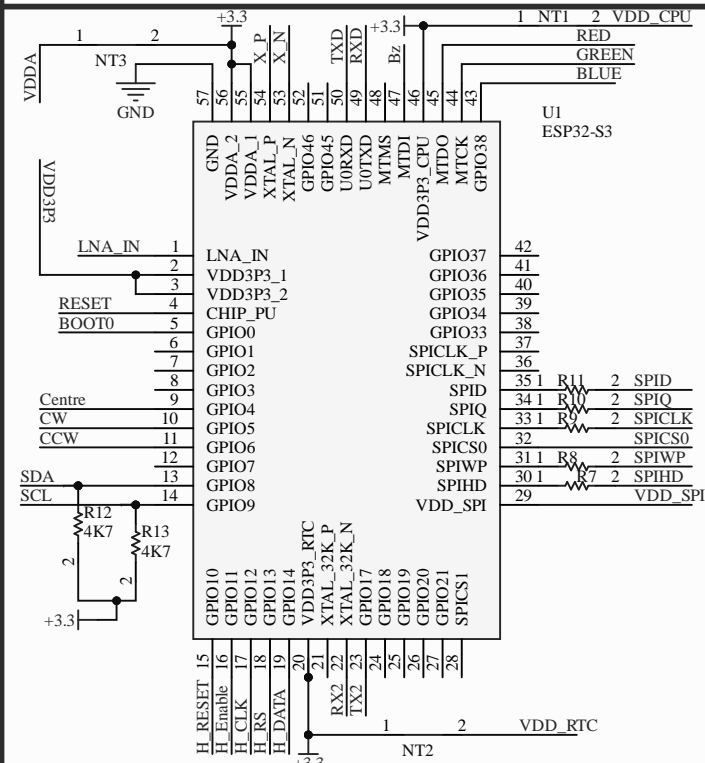 +3.3
1 NT1 2 VDD_CPU
1 2
NT3
VDDA
GND
X_P
X_N
TXD
RXD
+3.3
Bz
RED
GREEN
BLUE
57 56 55 54 53 52 51 50 49 48 47 46 45 44 43
U1
ESP32-S3
GND
VDDA_2
VDDA_1
XTAL_P
XTAL_N
GPIO46
GPIO45
U0RXD
U0TXD
MTMS
MTDI
VDD3P3_CPU
MTDO
MTCK
GPIO38
VDD3P3
LNA_IN 1 LNA_IN
2 VDD3P3_1
3 VDD3P3_2
RESET 4 CHIP_PU
BOOT0 5 GPIO0
6 GPIO1
7 GPIO2
8 GPIO3
Centre 9 GPIO4
CW 10 GPIO5
CCW 11 GPIO6
12 GPIO7
SDA 13 GPIO8
SCL 14 GPIO9
GPIO37 42
GPIO36 41
GPIO35 40
GPIO34 39
GPIO33 38
SPICLK_P 37
SPICLK_N 36
SPID 35 1 R11 2 SPID
SPIQ 34 1 R10 2 SPIQ
SPICLK 33 1 R9 2 SPICLK
SPICS0 32 SPICS0
SPIWP 31 1 R8 2 SPIWP
SPIHD 30 1 R7 2 SPIHD
VDD_SPI 29 VDD_SPI
R12
4K7
R13
4K7
2
2
+3.3
GPIO10
GPIO11
GPIO12
GPIO13
GPIO14
VDD3P3_RTC
XTAL_32K_P
XTAL_32K_N
GPIO17
GPIO18
GPIO19
GPIO20
GPIO21
SPICS1
15 16 17 18 19 20 21 22 23 24 25 26 27 28
H_RESET
H_Enable
H_CLK
H_RS
H_DATA
RX2
TX2
1 2 VDD_RTC
NT2
+3.3